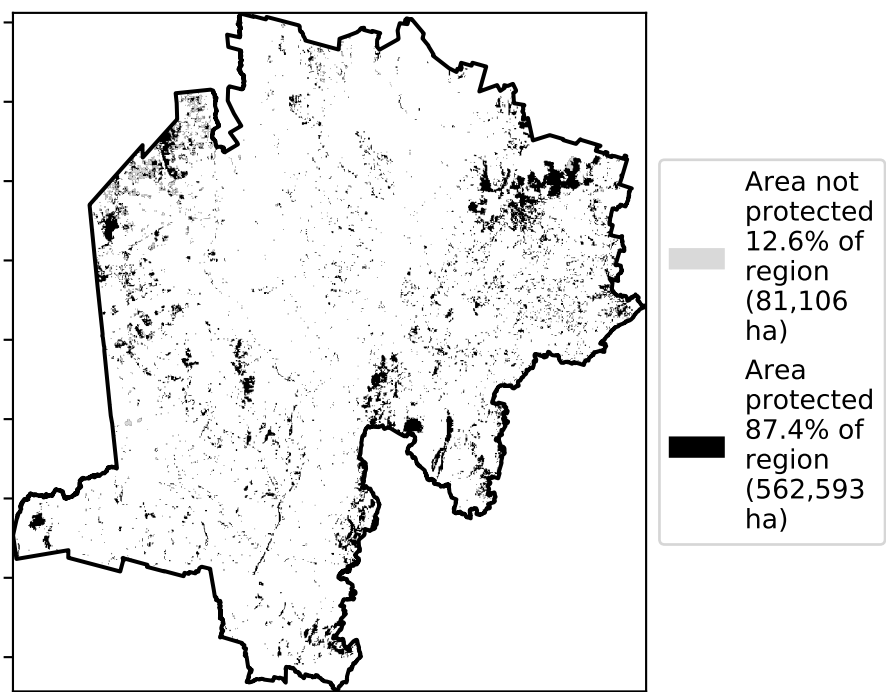 Area not
protected
12.6% of
region
(81,106
ha)
Area
protected
87.4% of
region
(562,593
ha)